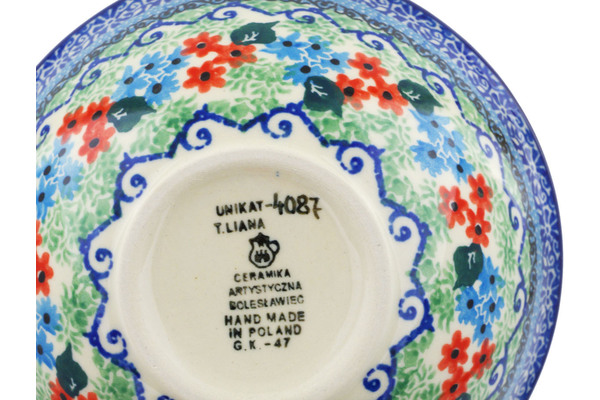 UNIKAT-4087
T.LIANA
CERAMIKA
ARTYSTYCZNA
BOLESŁAWIEC
HAND MADE
IN POLAND
G.K.-47